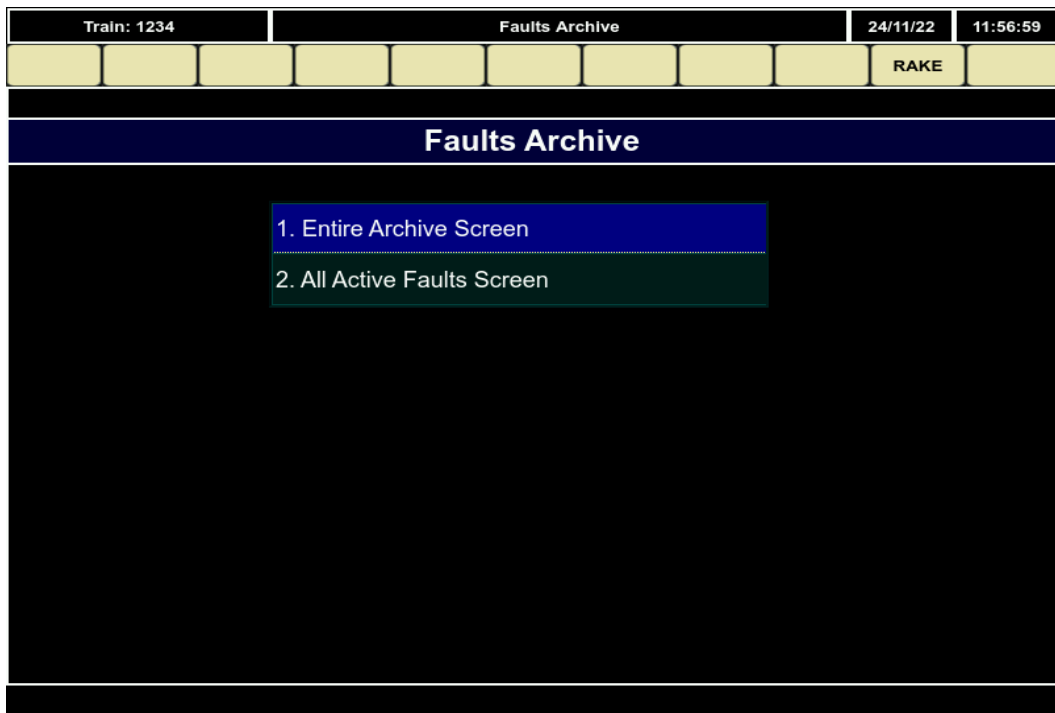 Train: 1234 Faults Archive 24/11/22 11:56:59
RAKE
Faults Archive
1. Entire Archive Screen
2. All Active Faults Screen